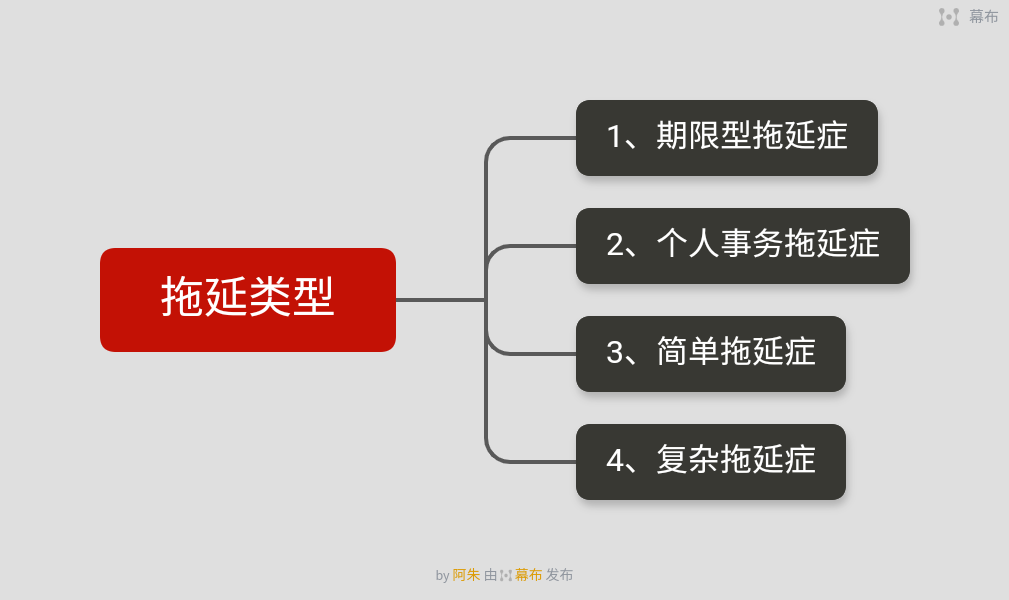 幕布
1、期限型拖延症
2、个人事务拖延症
拖延类型
3、简单拖延症
4、复杂拖延症
by 阿朱 由 幕布 发布